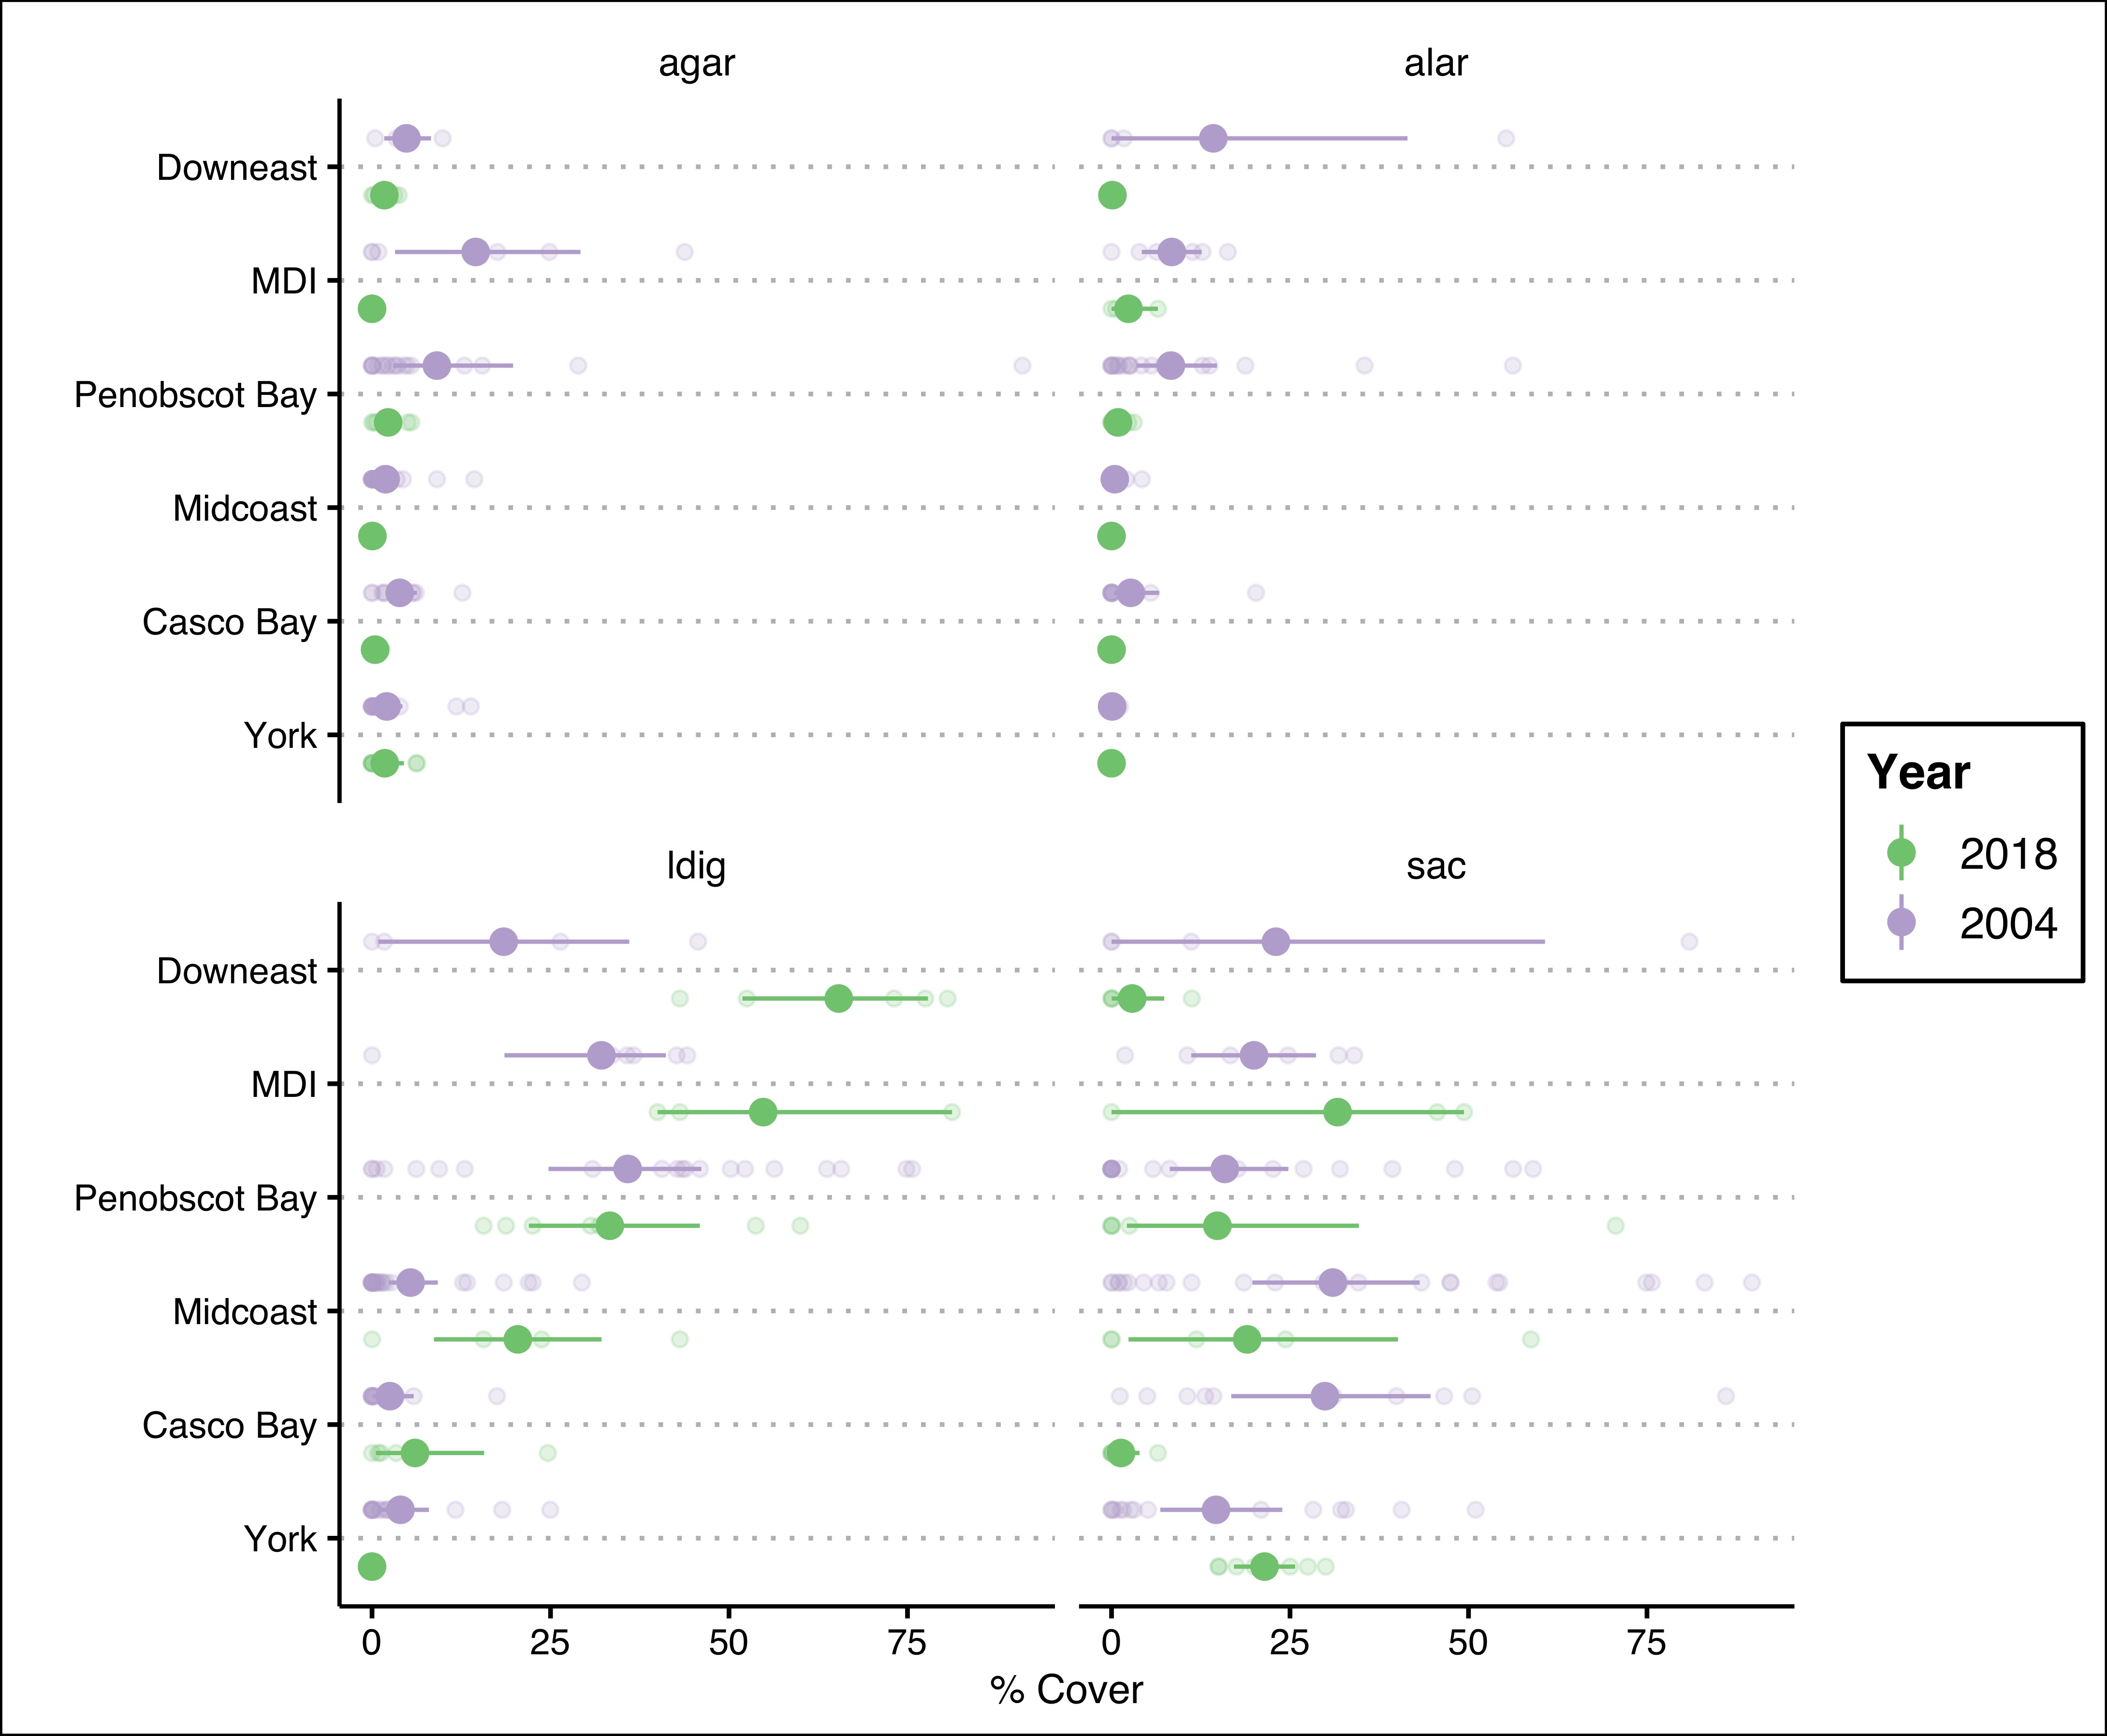 agar
alar
Downeast
MDI
Penobscot Bay
Midcoast
Casco Bay
York
Year
2018
2004
ldig
sac
Downeast
MDI
Penobscot Bay
Midcoast
Casco Bay
York
0 25 50 75 0 25 50 75
% Cover